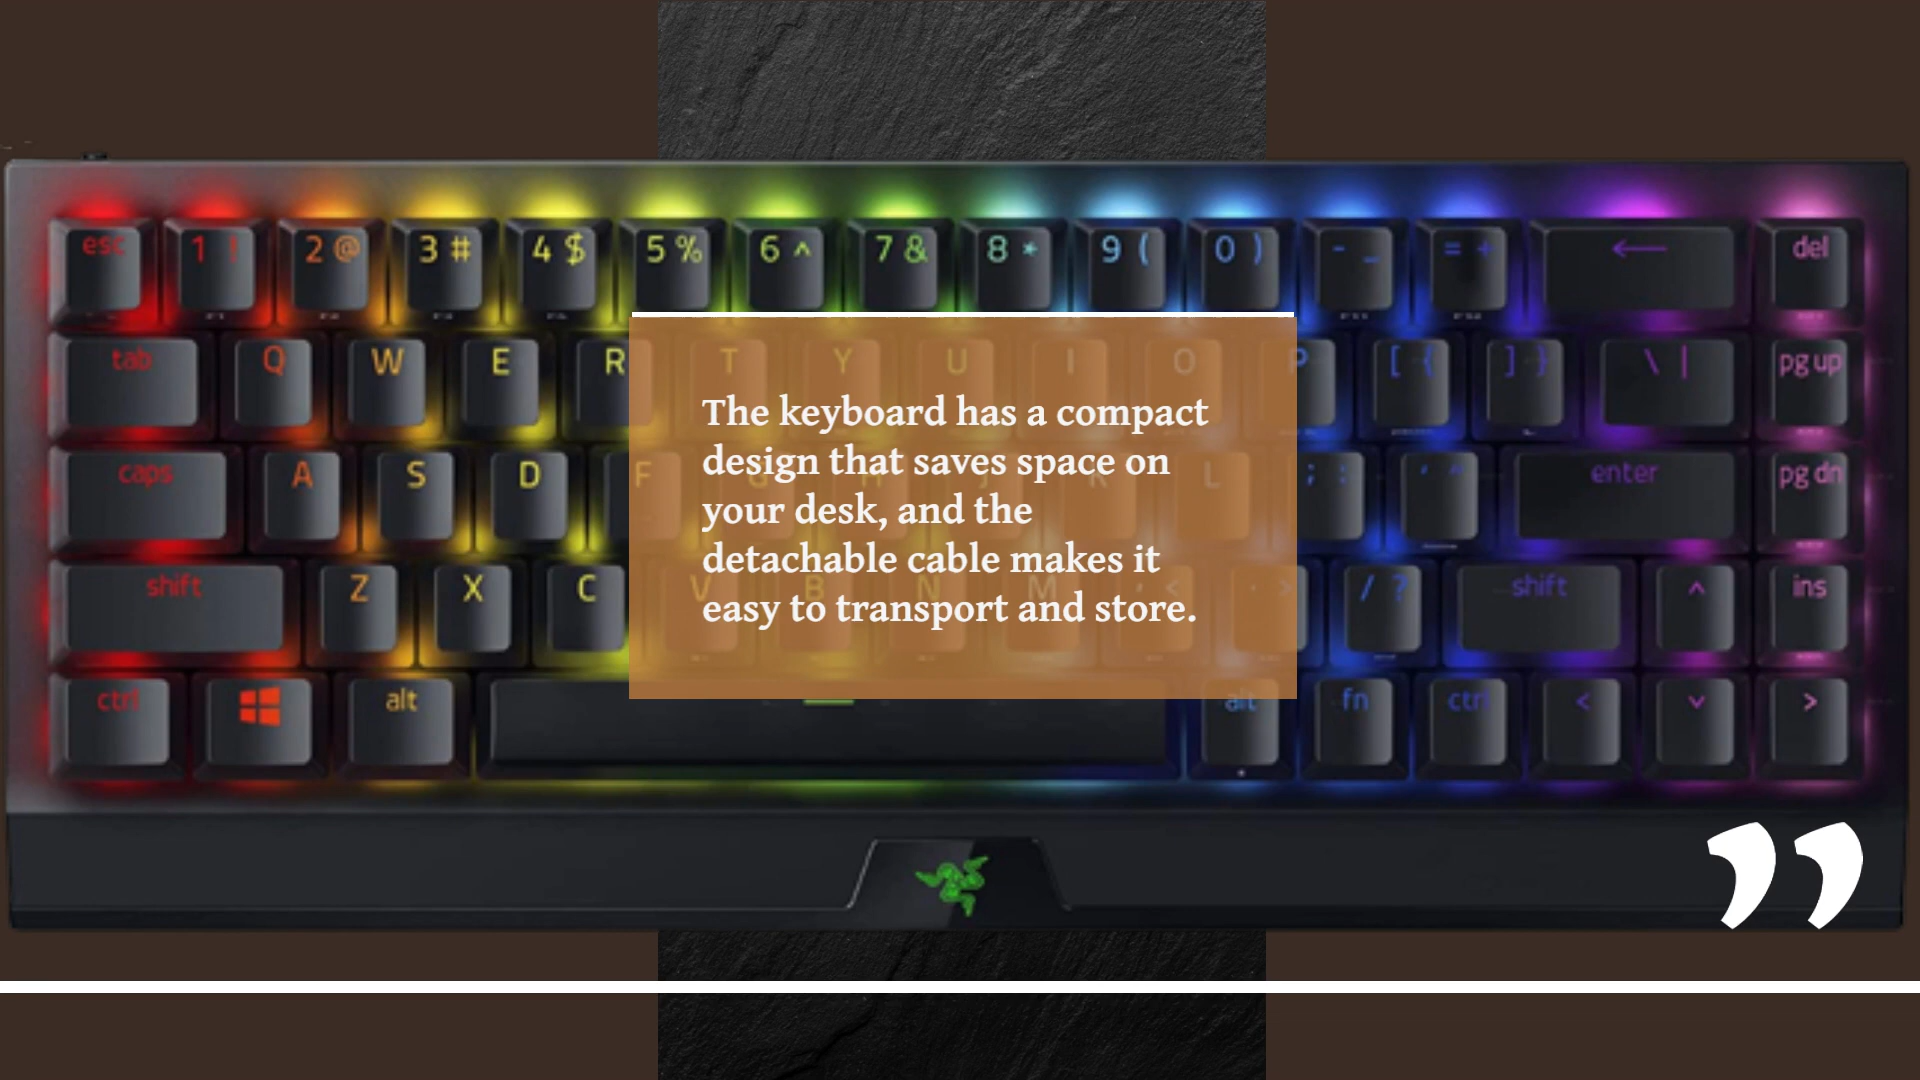 esc 1 ! 2 @ 3 # 4 $ 5 % 6 ^ 7 & 8 * 9 ( 0 ) - _ = + ← del
tab Q W E R T Y U I O P [ { ] } \ | pg up
The keyboard has a compact
design that saves space on
your desk, and the
detachable cable makes it
easy to transport and store.
caps A S D F G H J K L ; : ' " enter pg dn
shift Z X C V B N M , < . > / ? shift ^ ins
ctrl alt alt fn ctrl < v >
”